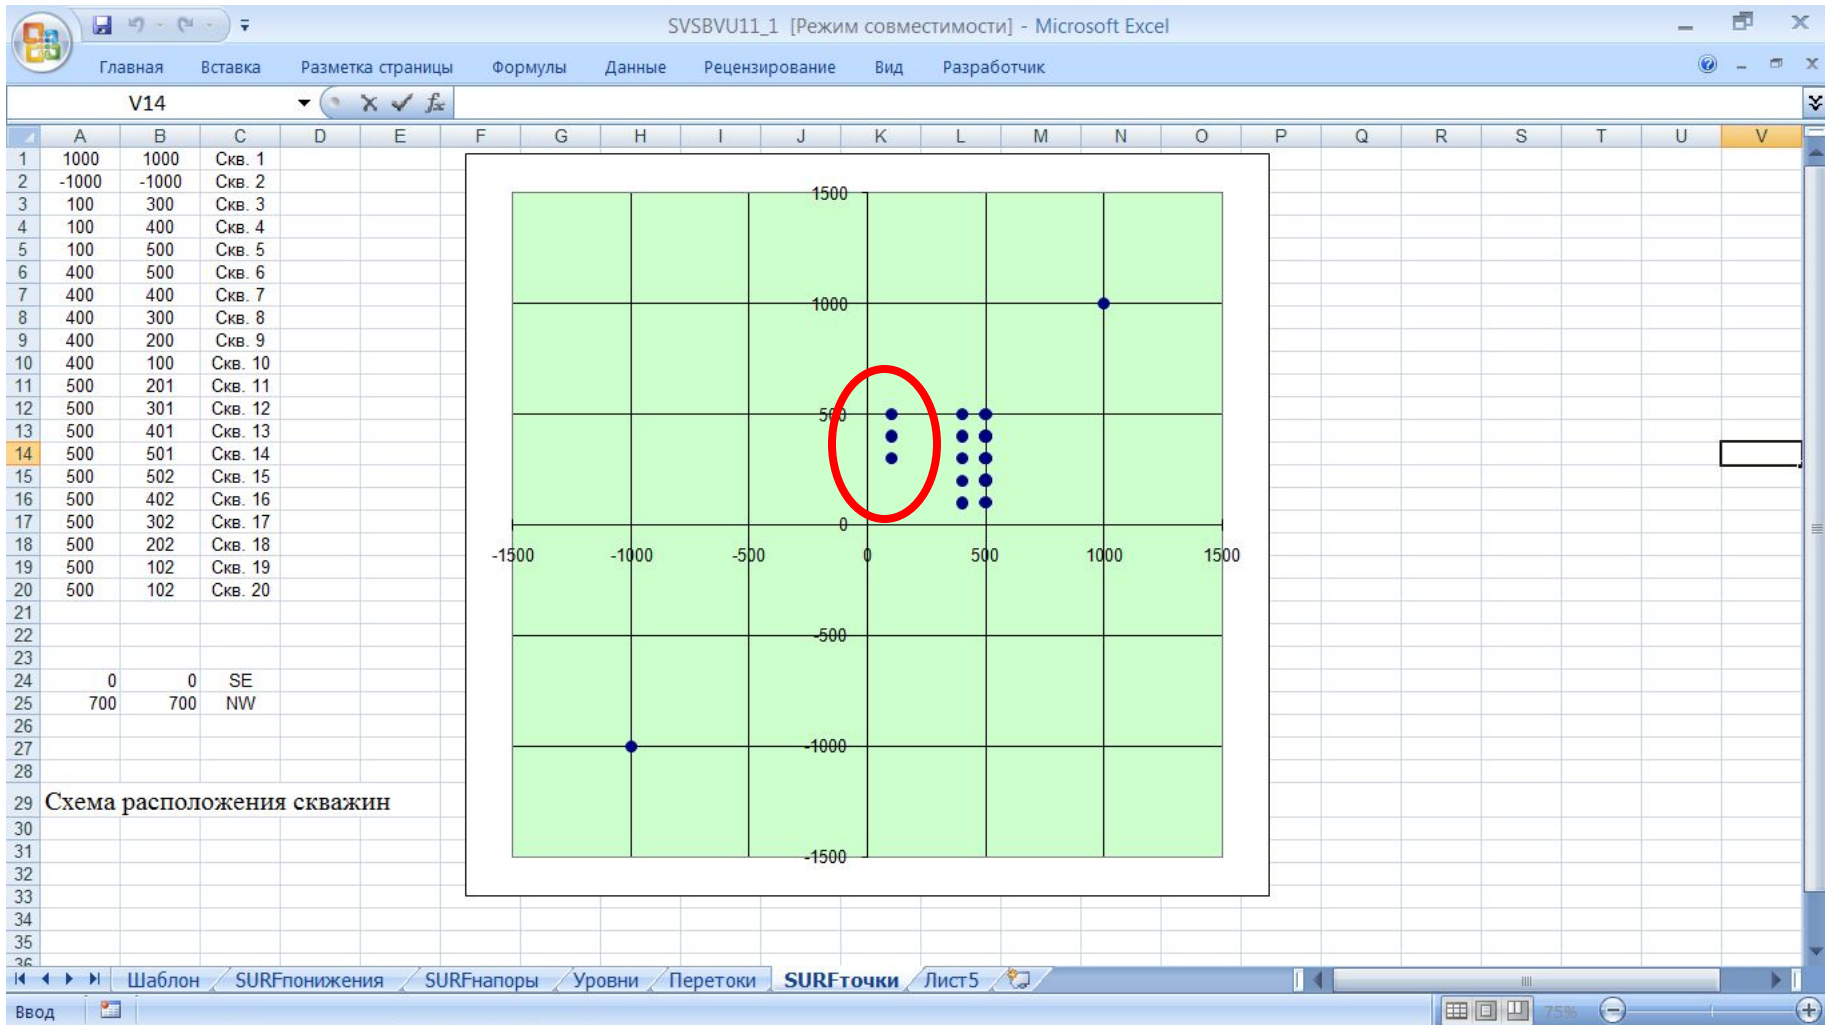 SVSBVU11_1 [Режим совместимости] - Microsoft Excel
Главная Вставка Разметка страницы Формулы Данные Рецензирование Вид Разработчик
V14 fx
A B C D E F G H I J K L M N O P Q R S T U V
1 1000 1000 Скв. 1
2 -1000 -1000 Скв. 2
3 100 300 Скв. 3
4 100 400 Скв. 4
5 100 500 Скв. 5
6 400 500 Скв. 6
7 400 400 Скв. 7
8 400 300 Скв. 8
9 400 200 Скв. 9
10 400 100 Скв. 10
11 500 201 Скв. 11
12 500 301 Скв. 12
13 500 401 Скв. 13
14 500 501 Скв. 14
15 500 502 Скв. 15
16 500 402 Скв. 16
17 500 302 Скв. 17
18 500 202 Скв. 18
19 500 102 Скв. 19
20 500 102 Скв. 20
21
22
23
24 0 0 SE
25 700 700 NW
26
27
28
29 Схема расположения скважин
30
31
32
33
34
35
36
1500
1000
500
0
-1500 -1000 -500 0 500 1000 1500
-500
-1000
-1500
Шаблон SURFпонижения SURFнапоры Уровни Перетоки SURFточки Лист5
Ввод 75%